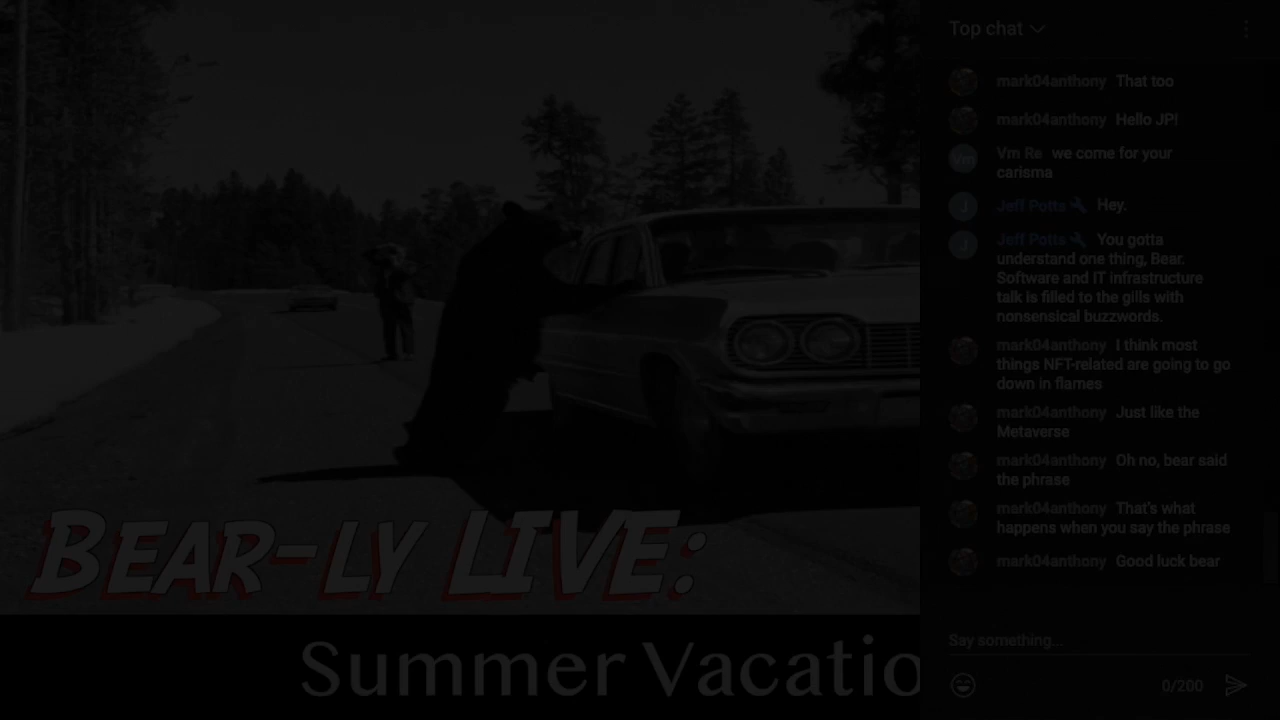 Top chat
mark04anthony That too
mark04anthony Hello JP!
Vm Vm Re we come for your
carisma
J Jeff Potts Hey.
J Jeff Potts You gotta
understand one thing, Bear.
Software and IT infrastructure
talk is filled to the gills with
nonsensical buzzwords.
mark04anthony I think most
things NFT-related are going to go
down in flames
mark04anthony Just like the
Metaverse
mark04anthony Oh no, bear said
the phrase
mark04anthony That's what
happens when you say the phrase
mark04anthony Good luck bear
Say something...
0/200
BEAR-LY LIVE:
Summer Vacatio